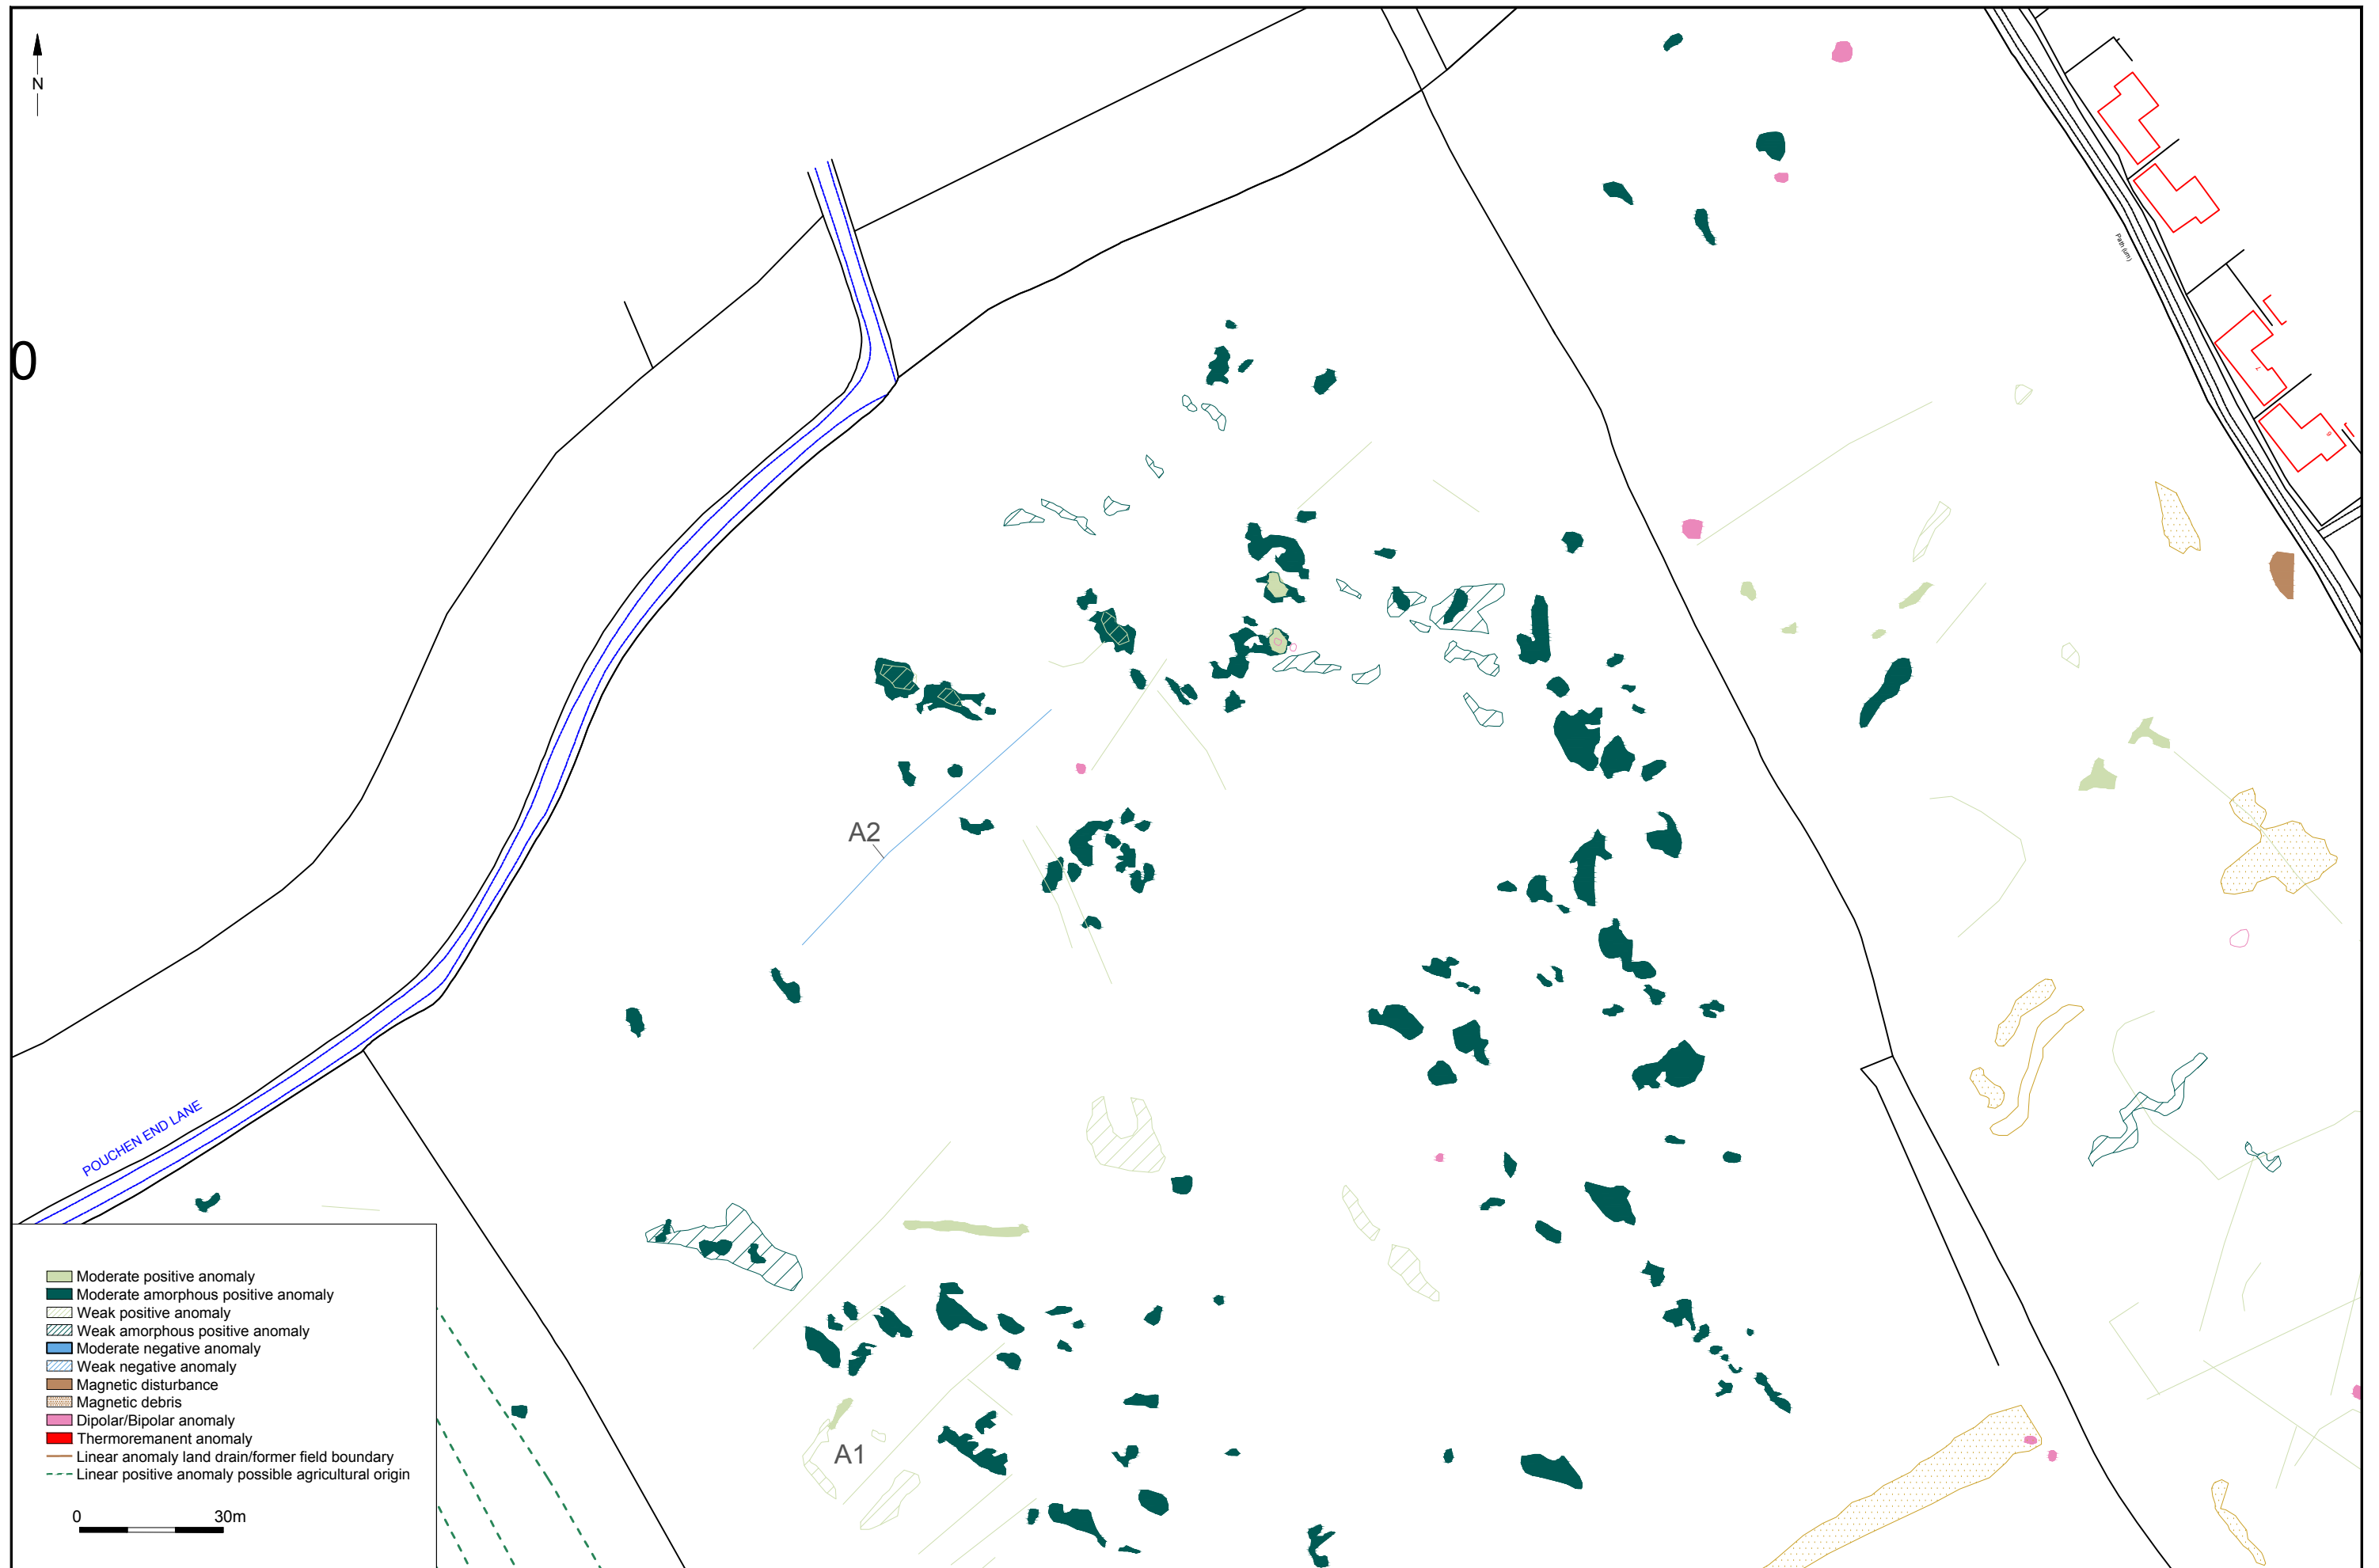 N
0
Path (um)
A2
POUCHEN END LANE
A1
Moderate positive anomaly
Moderate amorphous positive anomaly
Weak positive anomaly
Weak amorphous positive anomaly
Moderate negative anomaly
Weak negative anomaly
Magnetic disturbance
Magnetic debris
Dipolar/Bipolar anomaly
Thermoremanent anomaly
Linear anomaly land drain/former field boundary
Linear positive anomaly possible agricultural origin
0 30m